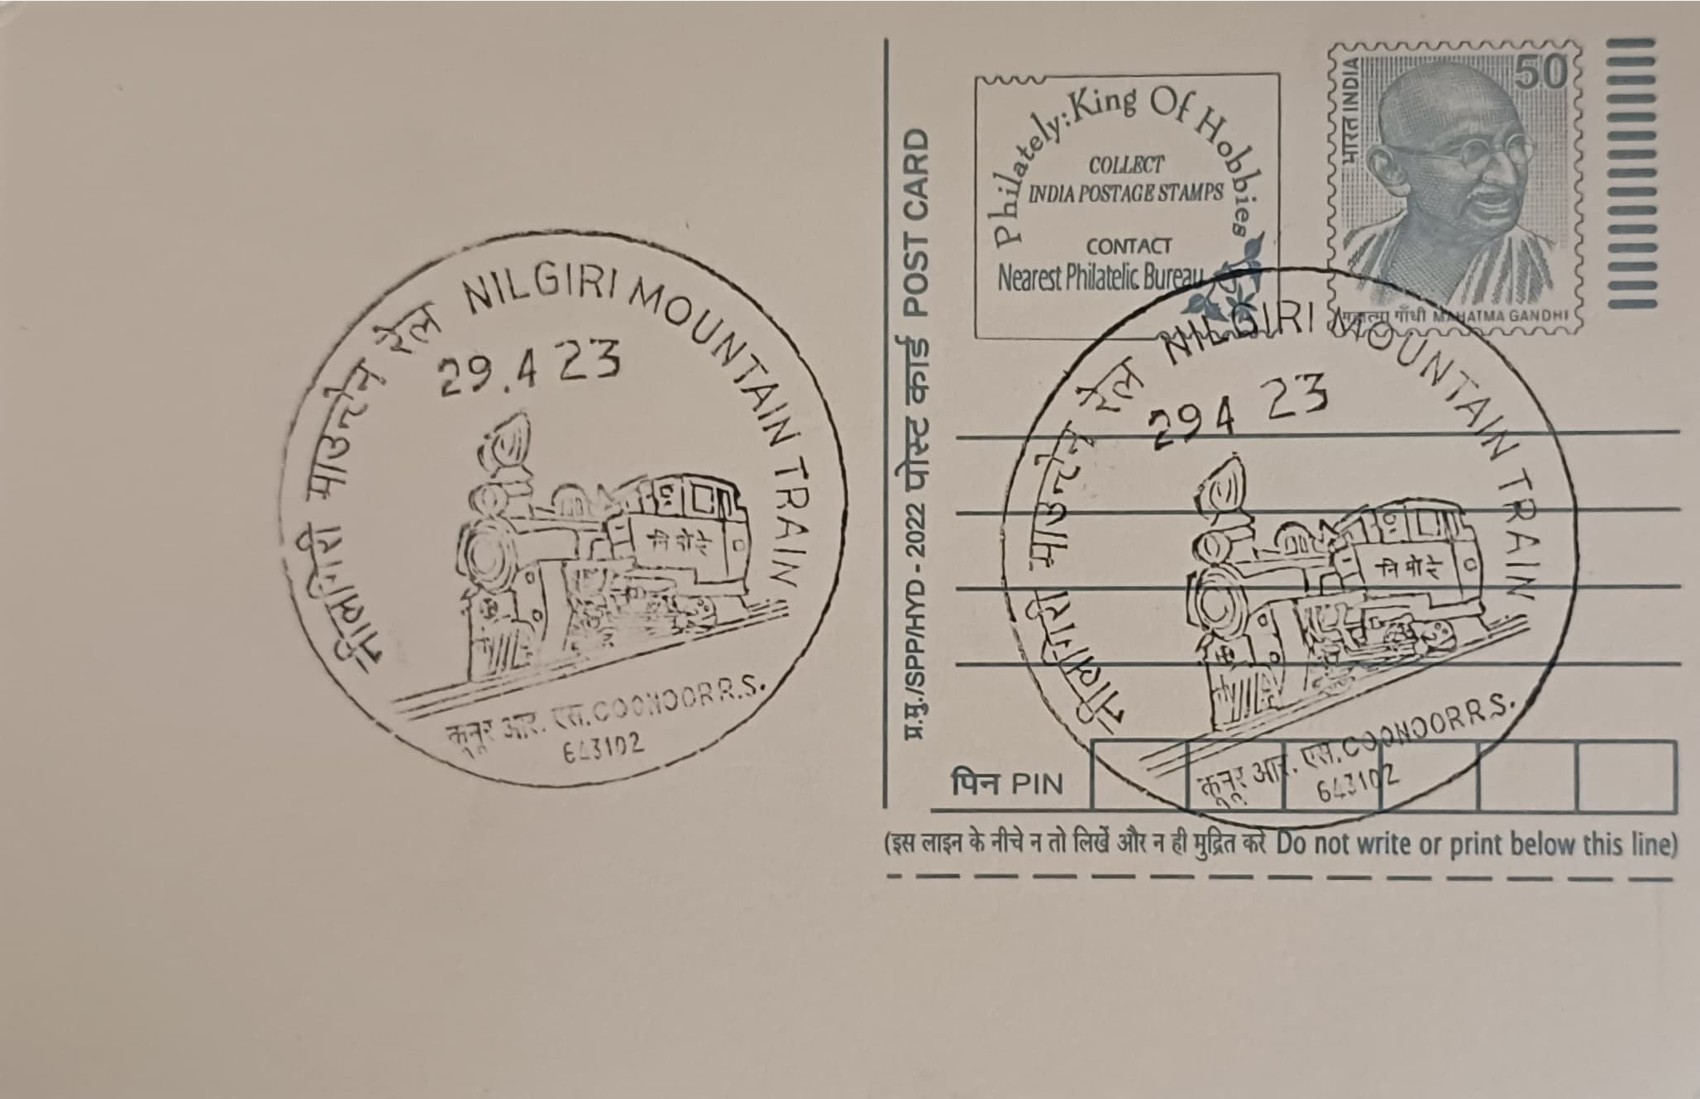 नीलगिरी माउन्टेन रेल NILGIRI MOUNTAIN TRAIN
29.4 23
नि मो रे
कूनूर आर. एस. COONOOR R.S.
643102
प्र.मु./SPP/HYD - 2022 पोस्ट कार्ड POST CARD
Philately: King Of Hobbies
COLLECT
INDIA POSTAGE STAMPS
CONTACT
Nearest Philatelic Bureau
भारत INDIA
50
महात्मा गाँधी MAHATMA GANDHI
नीलगिरी माउन्टेन रेल NILGIRI MOUNTAIN TRAIN
29 4 23
नि मो रे
कूनूर आर. एस. COONOOR R.S.
643102
पिन PIN
(इस लाइन के नीचे न तो लिखें और न ही मुद्रित करें Do not write or print below this line)